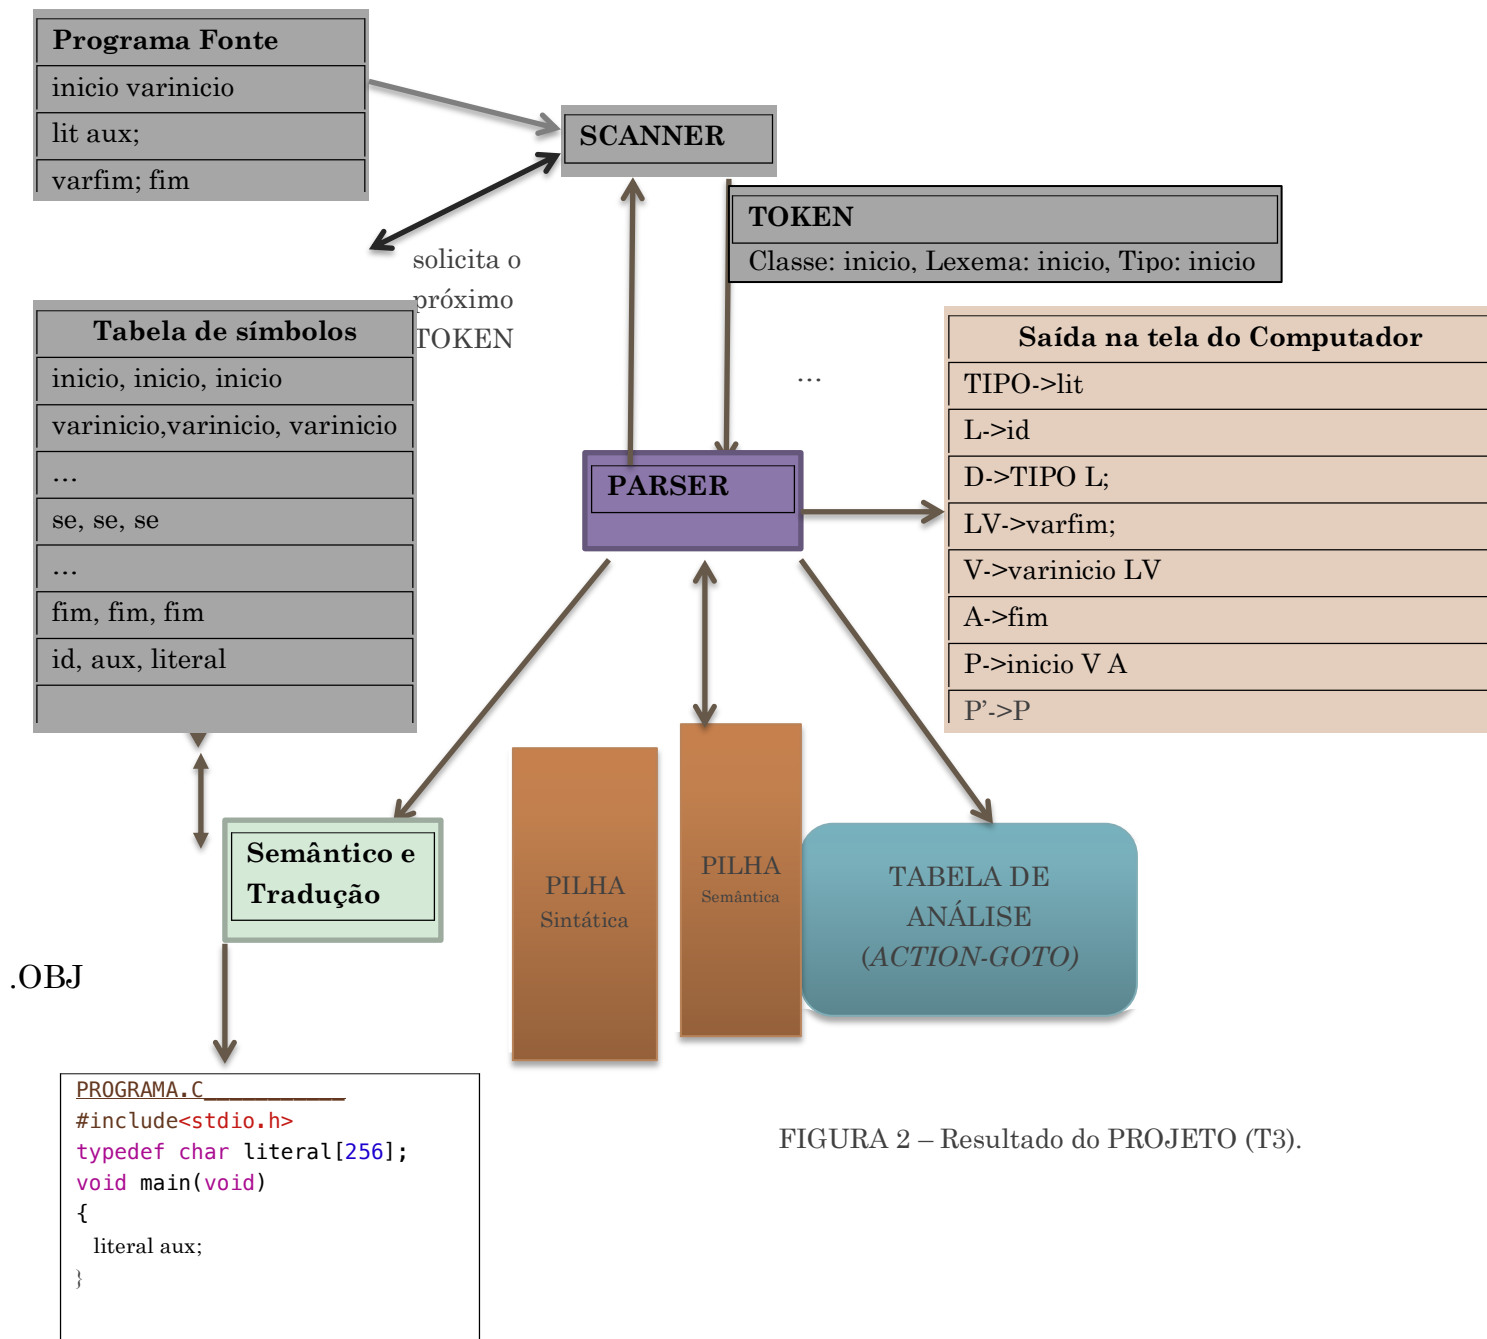 Programa Fonte
inicio varinicio
lit aux;
varfim; fim
SCANNER
TOKEN
Classe: inicio, Lexema: inicio, Tipo: inicio
solicita o
próximo
TOKEN
Tabela de símbolos
inicio, inicio, inicio
varinicio,varinicio, varinicio
...
se, se, se
...
fim, fim, fim
id, aux, literal
...
PARSER
Saída na tela do Computador
TIPO->lit
L->id
D->TIPO L;
LV->varfim;
V->varinicio LV
A->fim
P->inicio V A
P’->P
Semântico e
Tradução
PILHA
Sintática
PILHA
Semântica
TABELA DE
ANÁLISE
(ACTION-GOTO)
.OBJ
PROGRAMA.C___________
#include<stdio.h>
typedef char literal[256];
void main(void)
{
literal aux;
}
FIGURA 2 – Resultado do PROJETO (T3).